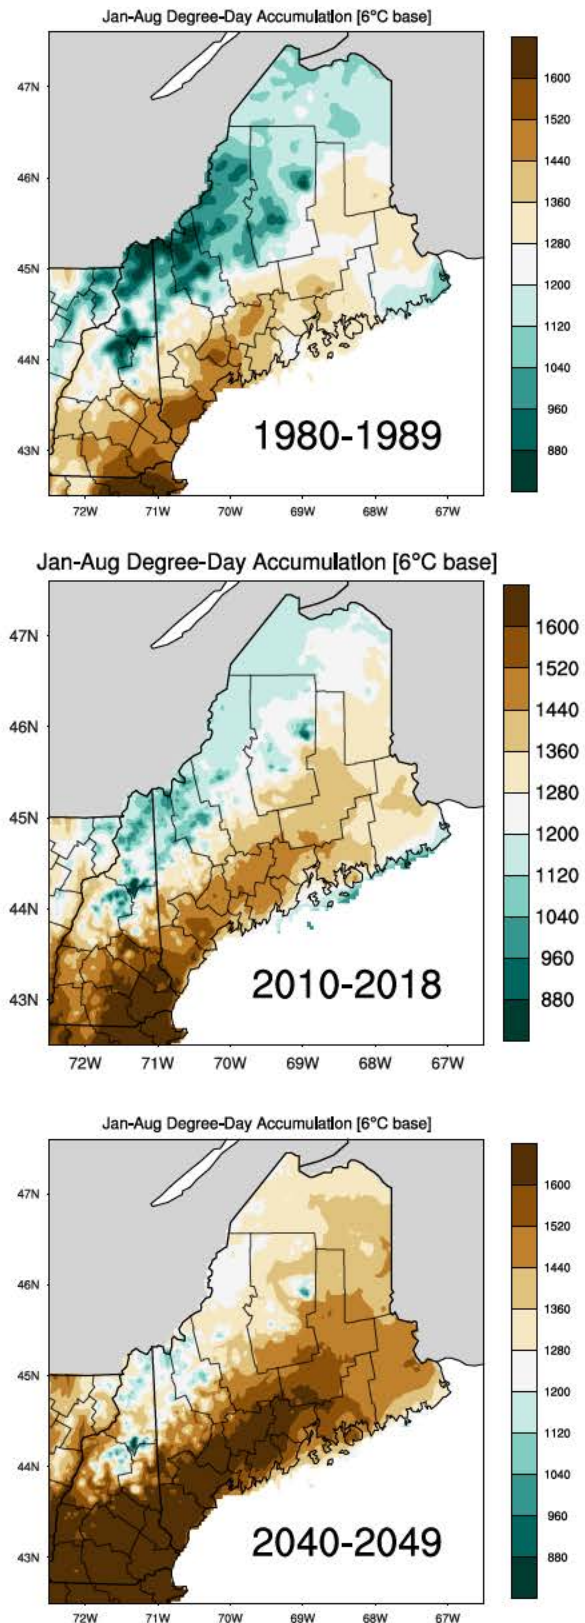 Jan-Aug Degree-Day Accumulation [6°C base]
47N
46N
45N
44N
43N
72W 71W 70W 69W 68W 67W
1980-1989
1600
1520
1440
1360
1280
1200
1120
1040
960
880
Jan-Aug Degree-Day Accumulation [6°C base]
47N
46N
45N
44N
43N
72W 71W 70W 69W 68W 67W
2010-2018
1600
1520
1440
1360
1280
1200
1120
1040
960
880
Jan-Aug Degree-Day Accumulation [6°C base]
47N
46N
45N
44N
43N
72W 71W 70W 69W 68W 67W
2040-2049
1600
1520
1440
1360
1280
1200
1120
1040
960
880